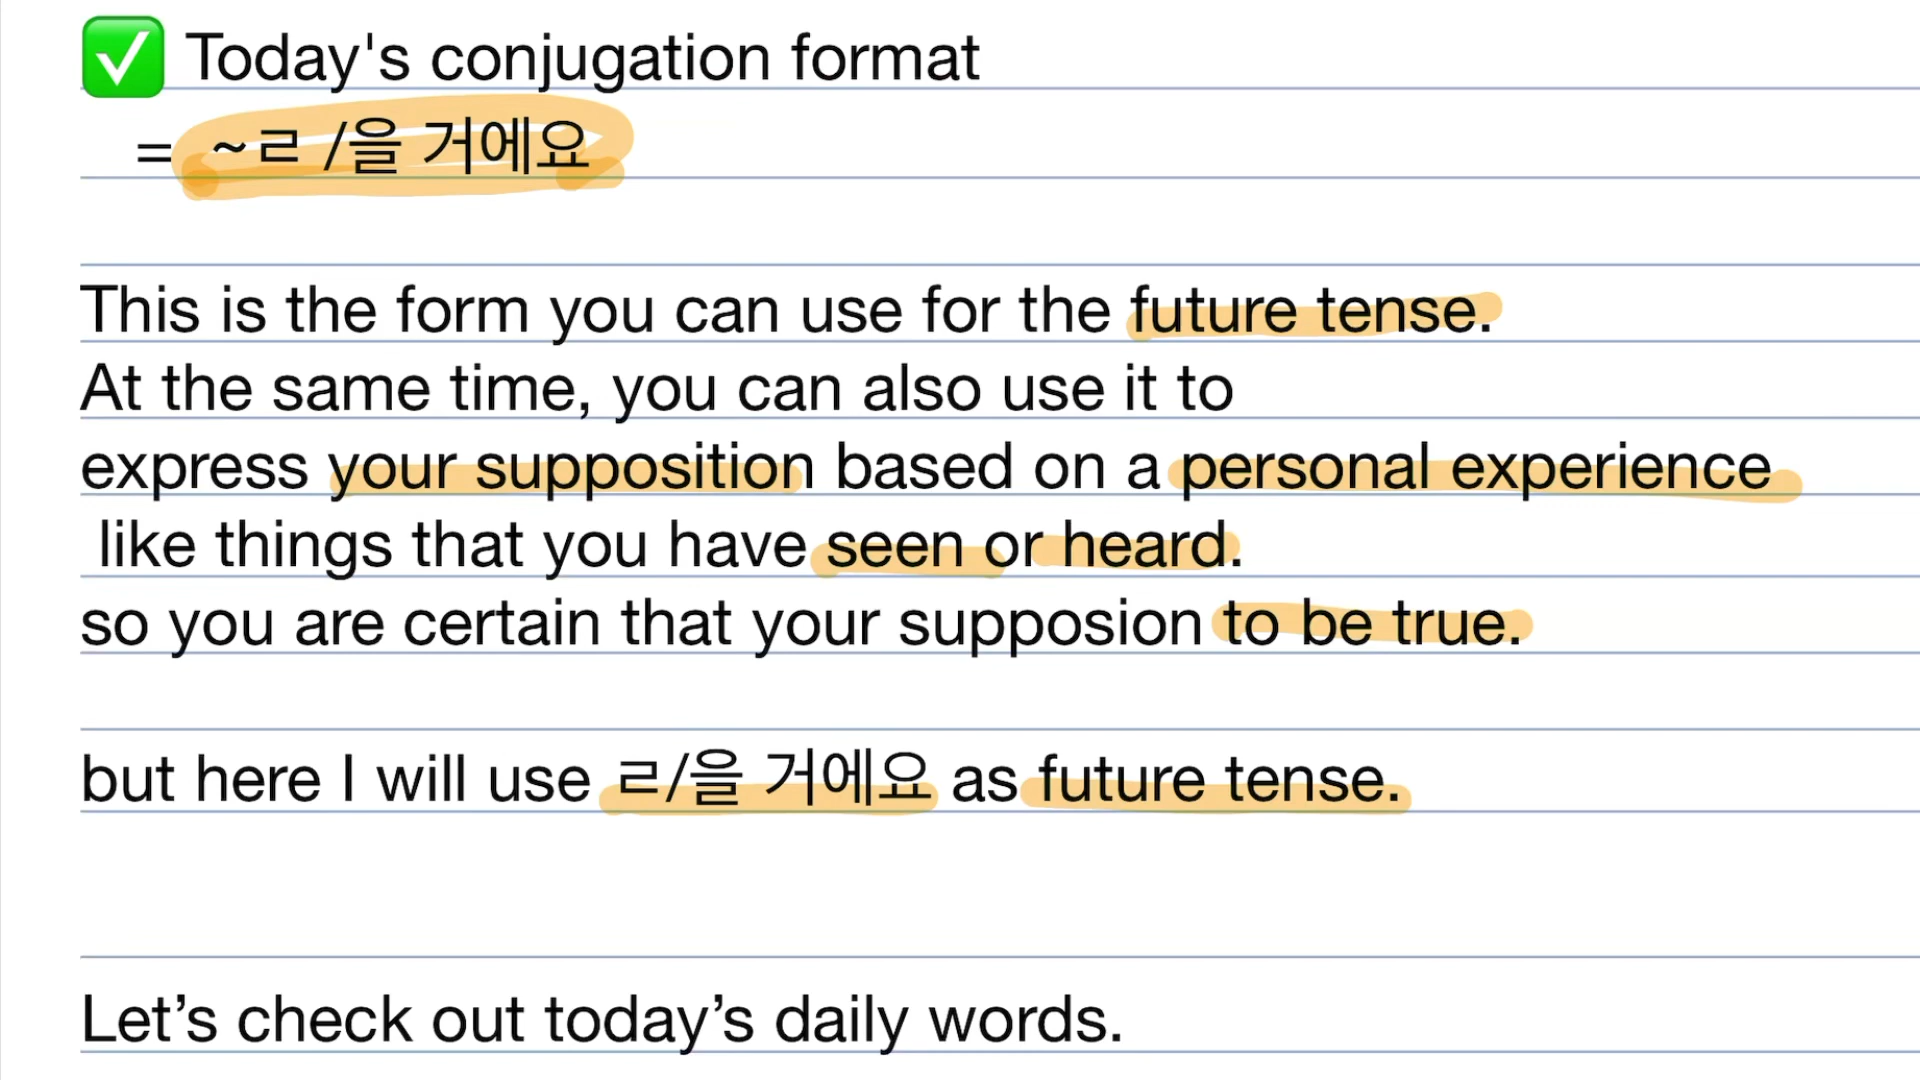 ✅ Today's conjugation format
= ~ㄹ /을 거에요
This is the form you can use for the future tense.
At the same time, you can also use it to
express your supposition based on a personal experience
like things that you have seen or heard.
so you are certain that your supposion to be true.
but here I will use ㄹ/을 거에요 as future tense.
Let’s check out today’s daily words.